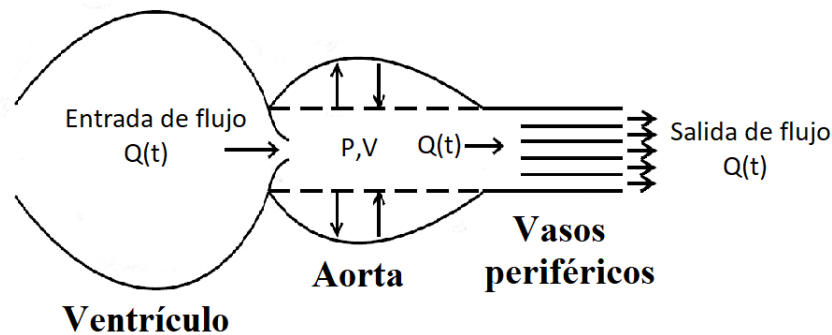 Entrada de flujo
Q(t)
P,V
Q(t)
Salida de flujo
Q(t)
Ventrículo
Aorta
Vasos
periféricos